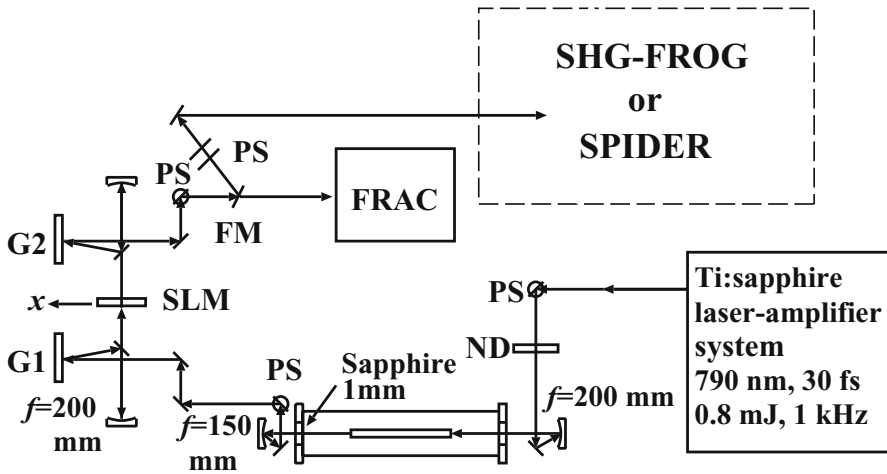 SHG-FROG
or
SPIDER
PS
PS
FRAC
FM
G2
x
SLM
G1
PS
Ti:sapphire
laser-amplifier
system
790 nm, 30 fs
0.8 mJ, 1 kHz
ND
PS
Sapphire
1mm
f=200
mm
f=150
mm
f=200 mm